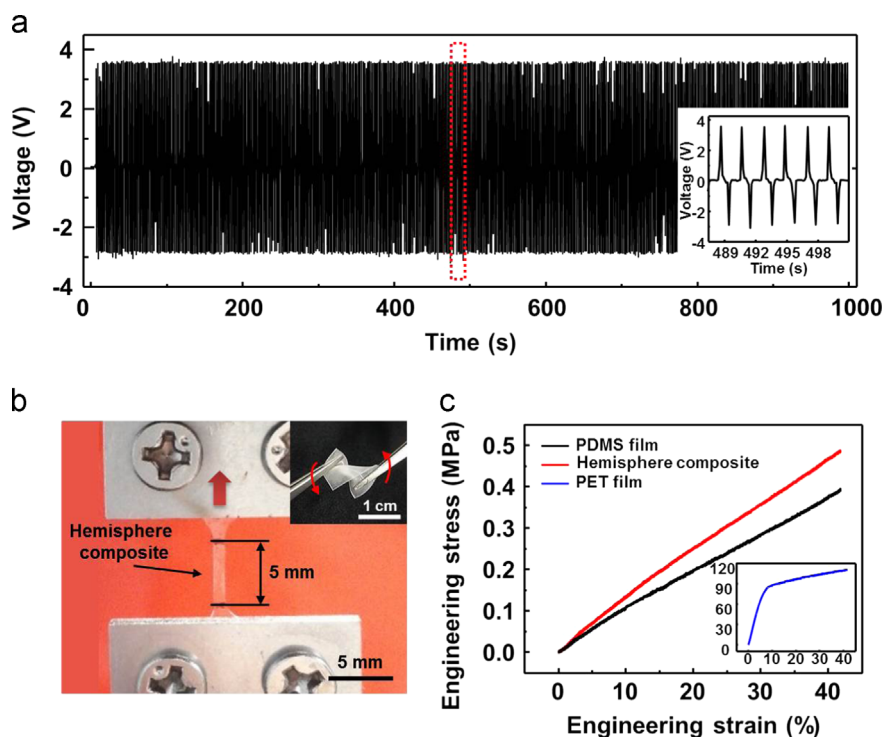 a
Voltage (V)
4
2
0
-2
-4
0 200 400 600 800 1000
Time (s)
Voltage (V)
4
2
0
-2
-4
489 492 495 498
Time (s)
b
Hemisphere
composite
5 mm
1 cm
5 mm
c
Engineering stress (MPa)
0.5
0.4
0.3
0.2
0.1
0.0
PDMS film
Hemisphere composite
PET film
120
90
60
30
0
0 10 20 30 40
0 10 20 30 40
Engineering strain (%)